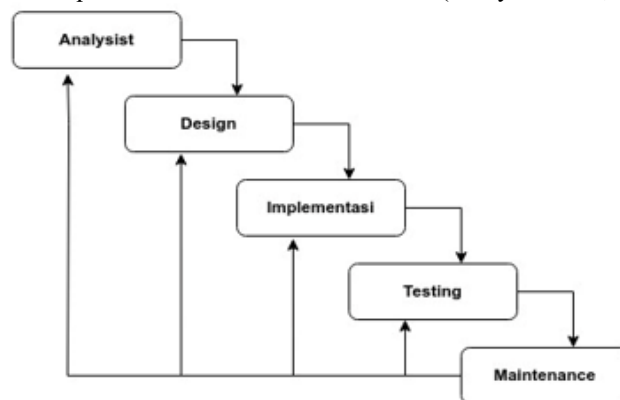 Analysist
Design
Implementasi
Testing
Maintenance